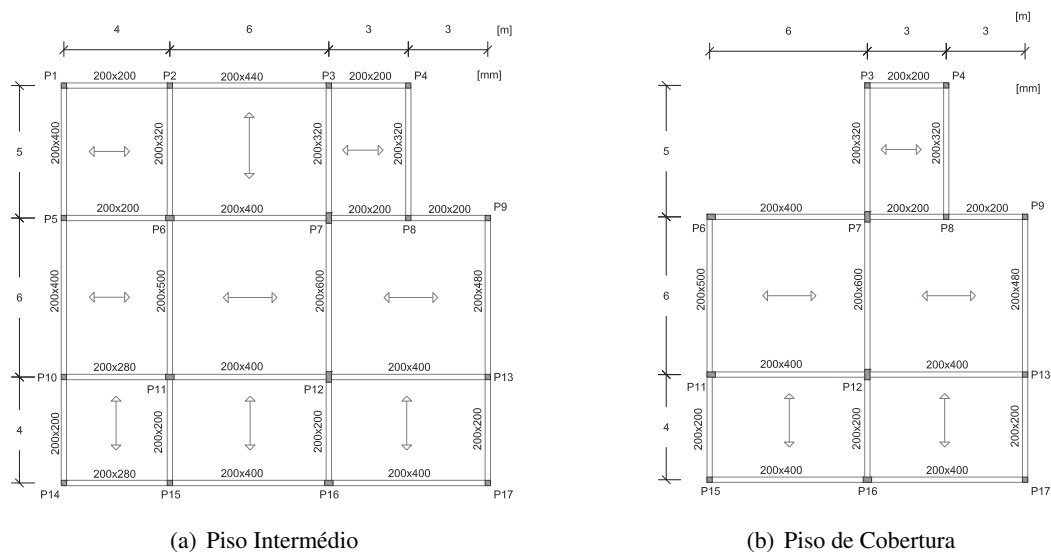 4 6 3 3 [m]
P1 200x200 P2 200x440 P3 200x200 P4 [mm]
5 200x400 200x320 200x320 200x320
P5 200x200 P6 200x400 P7 200x200 P8 200x200 P9
6 200x400 200x500 200x600 200x480
P10 200x280 P11 200x400 P12 200x400 P13
4 200x200 200x200 200x200 200x200
P14 200x280 P15 200x400 P16 200x400 P17
(a) Piso Intermédio
6 3 3 [m]
P3 200x200 P4 [mm]
5 200x320 200x320
P6 200x400 P7 200x200 P8 200x200 P9
6 200x500 200x600 200x480
P11 200x400 P12 200x400 P13
4 200x200 200x200 200x200
P15 200x400 P16 200x400 P17
(b) Piso de Cobertura